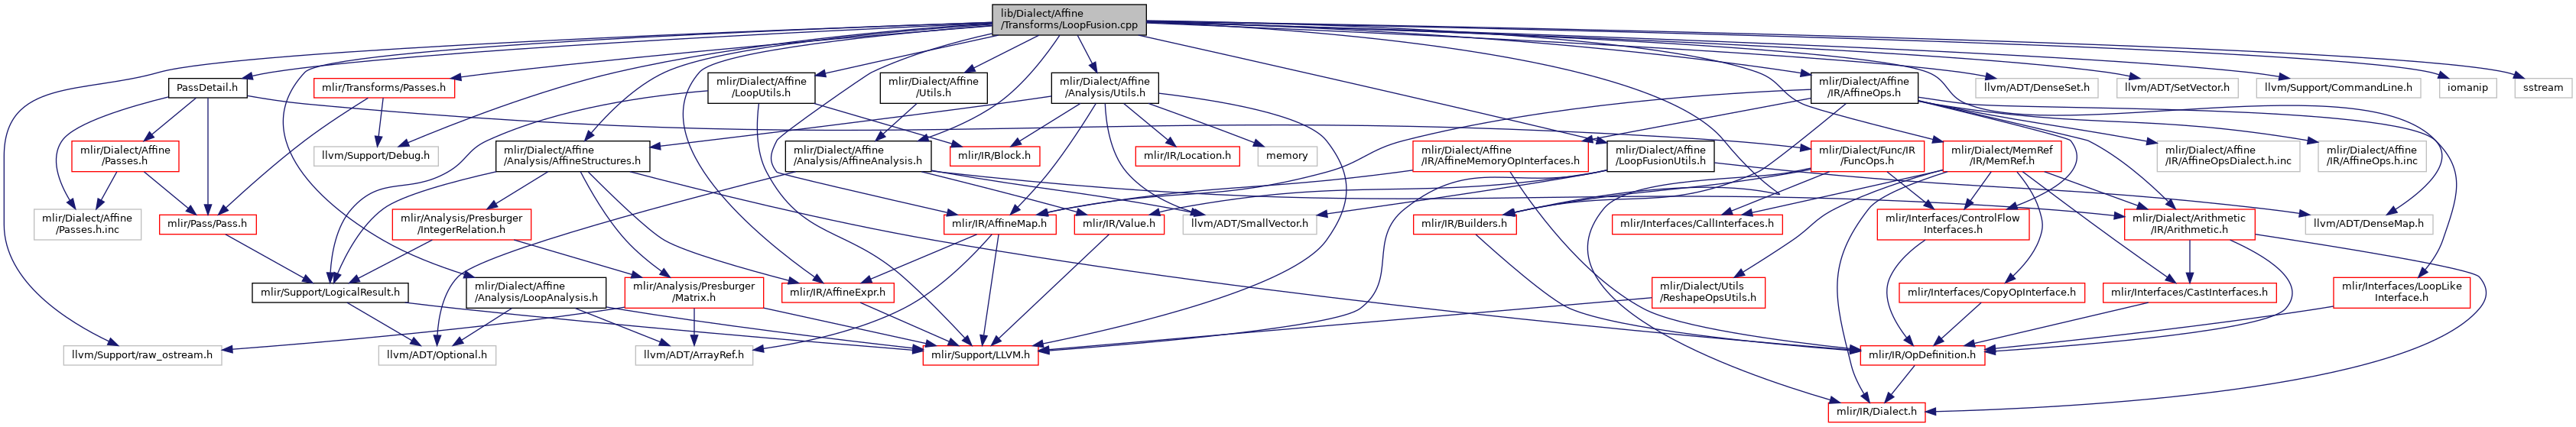 lib/Dialect/Affine
/Transforms/LoopFusion.cpp
PassDetail.h
mlir/Transforms/Passes.h
mlir/Dialect/Affine
/LoopUtils.h
mlir/Dialect/Affine
/Utils.h
mlir/Dialect/Affine
/Analysis/Utils.h
mlir/Dialect/Affine
/IR/AffineOps.h
llvm/ADT/DenseSet.h
llvm/ADT/SetVector.h
llvm/Support/CommandLine.h
iomanip
sstream
mlir/Dialect/Affine
/Passes.h
llvm/Support/Debug.h
mlir/Dialect/Affine
/Analysis/AffineStructures.h
mlir/Dialect/Affine
/Analysis/AffineAnalysis.h
mlir/IR/Block.h
mlir/IR/Location.h
memory
mlir/Dialect/Affine
/IR/AffineMemoryOpInterfaces.h
mlir/Dialect/Affine
/LoopFusionUtils.h
mlir/Dialect/Func/IR
/FuncOps.h
mlir/Dialect/MemRef
/IR/MemRef.h
mlir/Dialect/Affine
/IR/AffineOpsDialect.h.inc
mlir/Dialect/Affine
/IR/AffineOps.h.inc
mlir/Dialect/Affine
/Passes.h.inc
mlir/Pass/Pass.h
mlir/Analysis/Presburger
/IntegerRelation.h
mlir/IR/AffineMap.h
mlir/IR/Value.h
llvm/ADT/SmallVector.h
mlir/IR/Builders.h
mlir/Interfaces/CallInterfaces.h
mlir/Interfaces/ControlFlow
Interfaces.h
mlir/Dialect/Arithmetic
/IR/Arithmetic.h
llvm/ADT/DenseMap.h
mlir/Support/LogicalResult.h
mlir/Dialect/Affine
/Analysis/LoopAnalysis.h
mlir/Analysis/Presburger
/Matrix.h
mlir/IR/AffineExpr.h
mlir/Dialect/Utils
/ReshapeOpsUtils.h
mlir/Interfaces/CopyOpInterface.h
mlir/Interfaces/CastInterfaces.h
mlir/Interfaces/LoopLike
Interface.h
llvm/Support/raw_ostream.h
llvm/ADT/Optional.h
llvm/ADT/ArrayRef.h
mlir/Support/LLVM.h
mlir/IR/OpDefinition.h
mlir/IR/Dialect.h